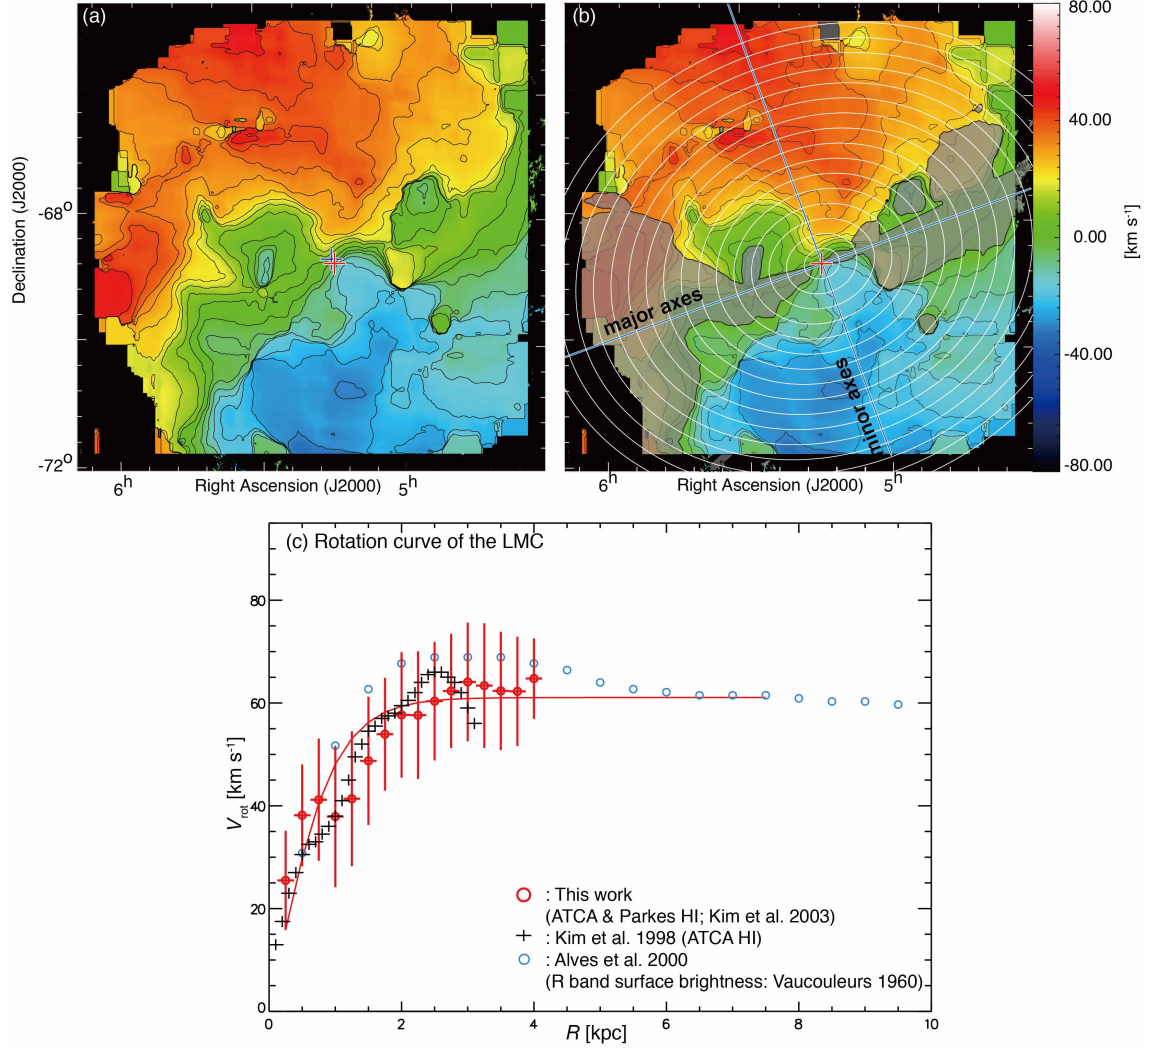 (a)
(b)
80.00
40.00
0.00
-40.00
-80.00
[km s⁻¹]
Declination (J2000)
-68⁰
-72⁰
major axes
minor axes
6ʰ
Right Ascension (J2000)
5ʰ
6ʰ
Right Ascension (J2000)
5ʰ
(c) Rotation curve of the LMC
80
60
40
20
0
V_rot [km s⁻¹]
: This work
(ATCA & Parkes HI; Kim et al. 2003)
: Kim et al. 1998 (ATCA HI)
: Alves et al. 2000
(R band surface brightness: Vaucouleurs 1960)
0 2 4 6 8 10
R [kpc]